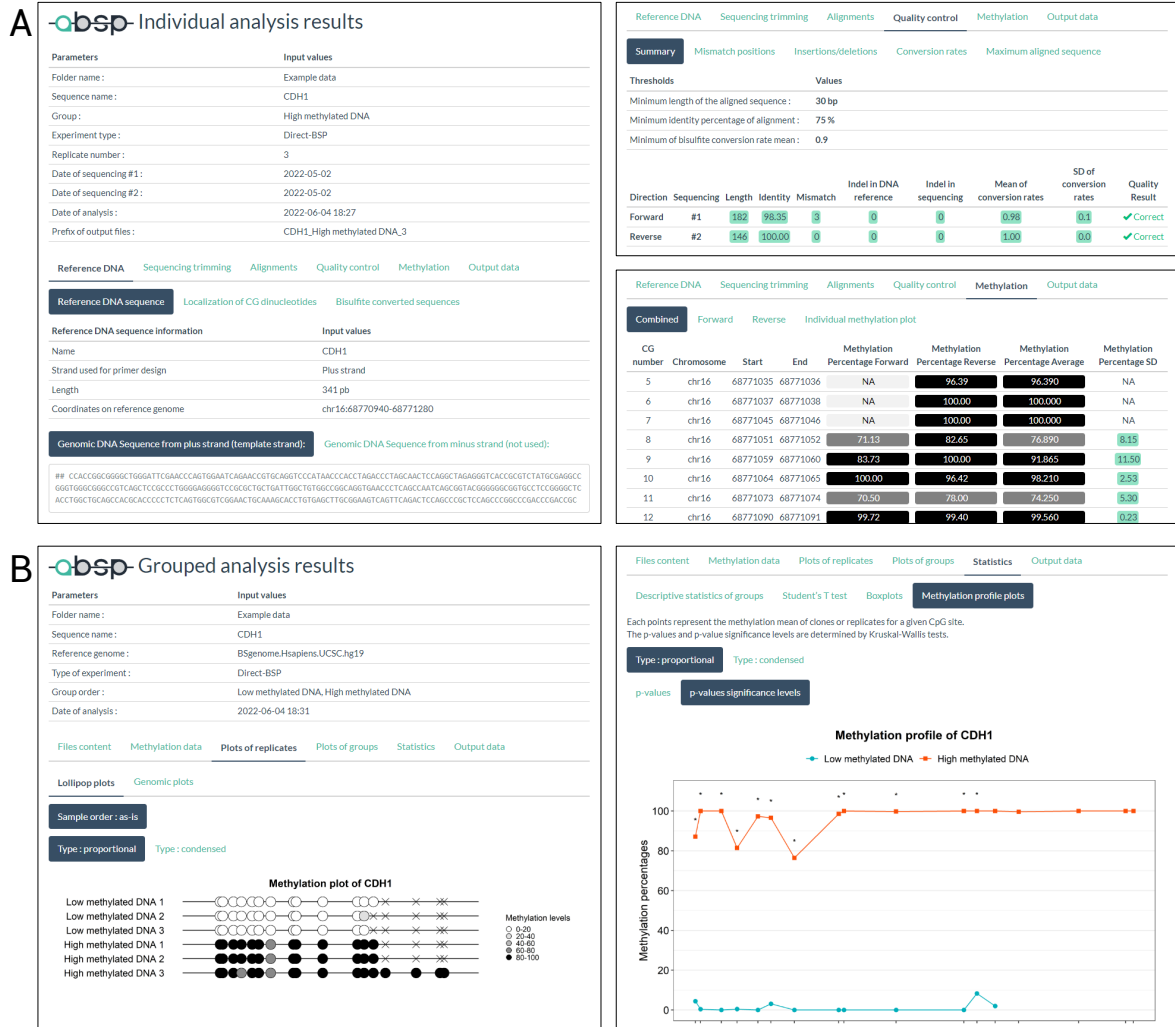 A
absp Individual analysis results
Parameters Input values
Folder name : Example data
Sequence name : CDH1
Group : High methylated DNA
Experiment type : Direct-BSP
Replicate number : 3
Date of sequencing #1 : 2022-05-02
Date of sequencing #2 : 2022-05-02
Date of analysis : 2022-06-04 18:27
Prefix of output files : CDH1_High methylated DNA_3
Reference DNA Sequencing trimming Alignments Quality control Methylation Output data
Reference DNA sequence Localization of CG dinucleotides Bisulfite converted sequences
Reference DNA sequence information Input values
Name CDH1
Strand used for primer design Plus strand
Length 341 pb
Coordinates on reference genome chr16:68770940-68771280
Genomic DNA Sequence from plus strand (template strand): Genomic DNA Sequence from minus strand (not used):
## CCACCGGCGGGGCTGGGATTCGAACCCAGTGGAATCAGAACCGTGCAGGTCCCATAACCCACCTAGACCCTAGCAACTCCAGGCTAGAGGGTCACCGCGTCTATGCGAGGCC
GGGTGGGCGGGCCGTCAGCTCCGCCCTGGGGAGGGGTCCGCGCTGCTGATTGGCTGTGGCCGGCAGGTGAACCCTCAGCCAATCAGCGGTACGGGGGGCGGTGCCTCCGGGGCTC
ACCTGGCTGCAGCCACGCACCCCCTCTCAGTGGCGTCGGAACTGCAAAGCACCTGTGAGCTTGCGGAAGTCAGTTCAGACTCCAGCCCGCTCCAGCCCGGCCCGACCCGACCGC
Reference DNA Sequencing trimming Alignments Quality control Methylation Output data
Summary Mismatch positions Insertions/deletions Conversion rates Maximum aligned sequence
Thresholds Values
Minimum length of the aligned sequence : 30 bp
Minimum identity percentage of alignment : 75 %
Minimum of bisulfite conversion rate mean : 0.9
Direction Sequencing Length Identity Mismatch Indel in DNA reference Indel in sequencing Mean of conversion rates SD of conversion rates Quality Result
Forward #1 182 98.35 3 0 0 0.98 0.1 ✔Correct
Reverse #2 146 100.00 0 0 0 1.00 0.0 ✔Correct
Reference DNA Sequencing trimming Alignments Quality control Methylation Output data
Combined Forward Reverse Individual methylation plot
CG number Chromosome Start End Methylation Percentage Forward Methylation Percentage Reverse Methylation Percentage Average Methylation Percentage SD
5 chr16 68771035 68771036 NA 96.39 96.390 NA
6 chr16 68771037 68771038 NA 100.00 100.000 NA
7 chr16 68771045 68771046 NA 100.00 100.000 NA
8 chr16 68771051 68771052 71.13 82.65 76.890 8.15
9 chr16 68771059 68771060 83.73 100.00 91.865 11.50
10 chr16 68771064 68771065 100.00 96.42 98.210 2.53
11 chr16 68771073 68771074 70.50 78.00 74.250 5.30
12 chr16 68771090 68771091 99.72 99.40 99.560 0.23
B
absp Grouped analysis results
Parameters Input values
Folder name : Example data
Sequence name : CDH1
Reference genome : BSgenome.Hsapiens.UCSC.hg19
Type of experiment : Direct-BSP
Group order : Low methylated DNA, High methylated DNA
Date of analysis : 2022-06-04 18:31
Files content Methylation data Plots of replicates Plots of groups Statistics Output data
Lollipop plots Genomic plots
Sample order : as-is
Type : proportional Type : condensed
Methylation plot of CDH1
Low methylated DNA 1
Low methylated DNA 2
Low methylated DNA 3
High methylated DNA 1
High methylated DNA 2
High methylated DNA 3
Methylation levels
0-20
20-40
40-60
60-80
80-100
Files content Methylation data Plots of replicates Plots of groups Statistics Output data
Descriptive statistics of groups Student's T test Boxplots Methylation profile plots
Each points represent the methylation mean of clones or replicates for a given CpG site.
The p-values and p-value significance levels are determined by Kruskal-Wallis tests.
Type : proportional Type : condensed
p-values p-values significance levels
Methylation profile of CDH1
Low methylated DNA High methylated DNA
Methylation percentages
100
80
60
40
20
0